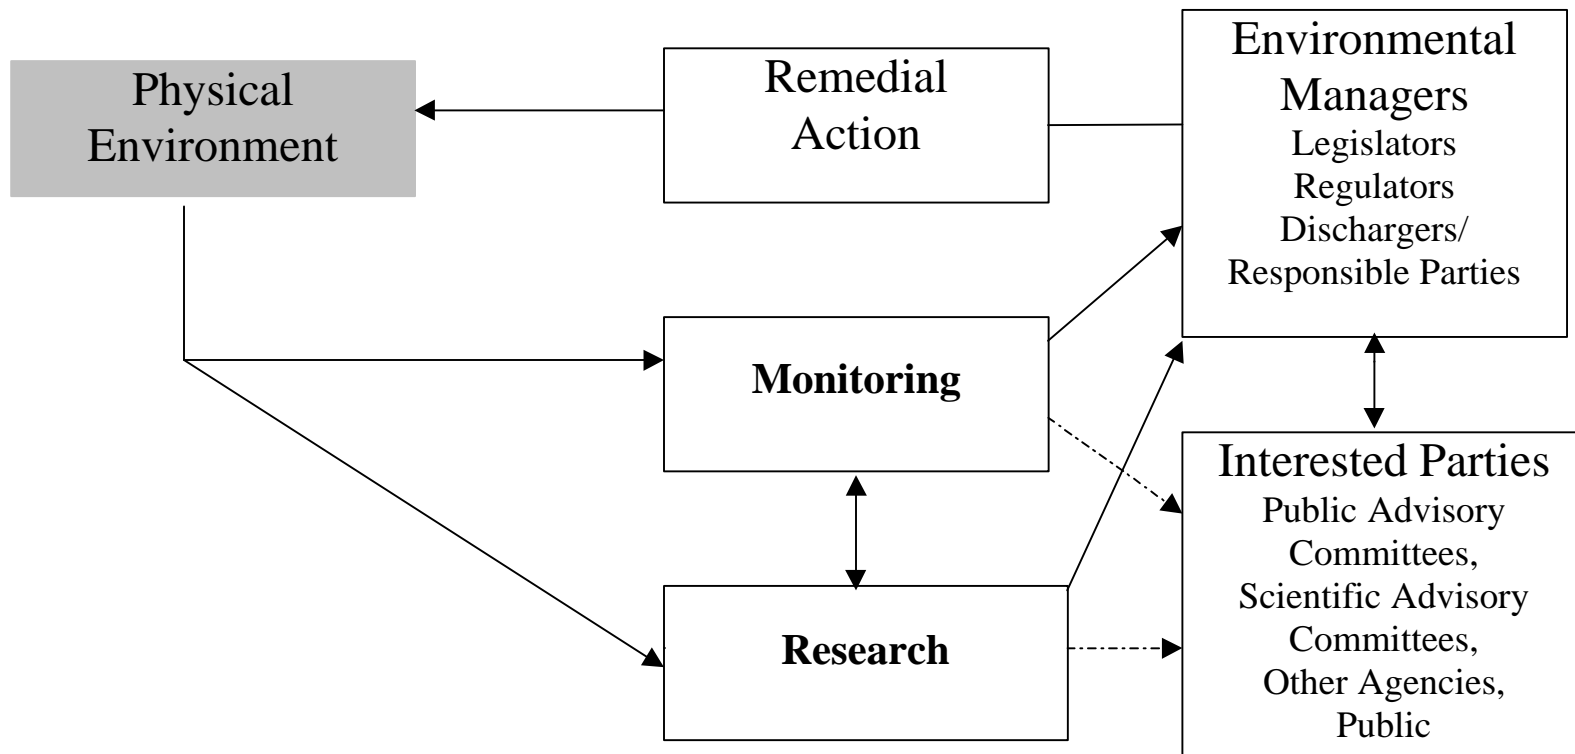 Physical
Environment
Remedial
Action
Environmental
Managers
Legislators
Regulators
Dischargers/
Responsible Parties
Monitoring
Research
Interested Parties
Public Advisory
Committees,
Scientific Advisory
Committees,
Other Agencies,
Public